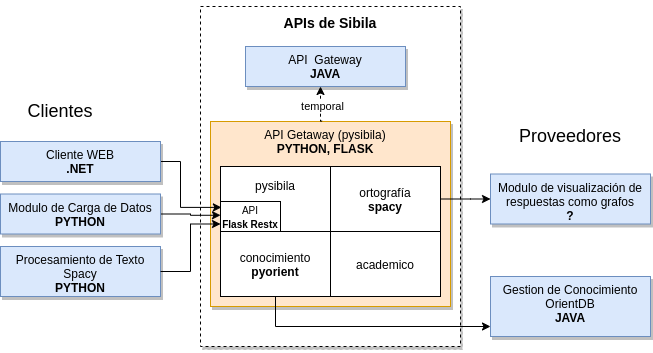 APIs de Sibila
API  Gateway
JAVA
temporal
Clientes
API Getaway (pysibila)
PYTHON, FLASK
Proveedores
Cliente WEB
.NET
Modulo de Carga de Datos
PYTHON
Procesamiento de Texto
Spacy
PYTHON
pysibila
API
Flask Restx
ortografía
spacy
conocimiento
pyorient
academico
Modulo de visualización de
respuestas como grafos
?
Gestion de Conocimiento
OrientDB
JAVA